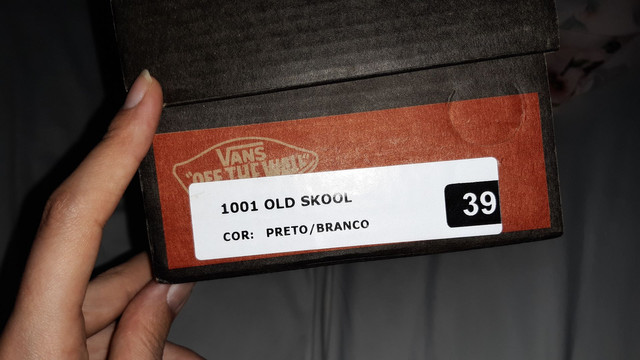 VANS
"OFF THE WALL"
1001 OLD SKOOL
39
COR: PRETO/BRANCO